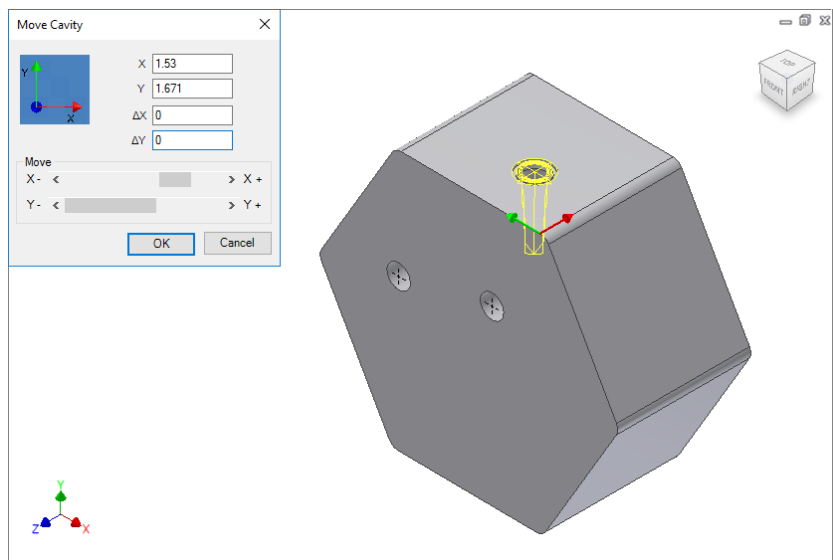 Move Cavity
Y
X
X 1.53
Y 1.671
ΔX 0
ΔY 0
Move
X - < > X +
Y - < > Y +
OK Cancel
TOP
FRONT RIGHT
Y
Z X